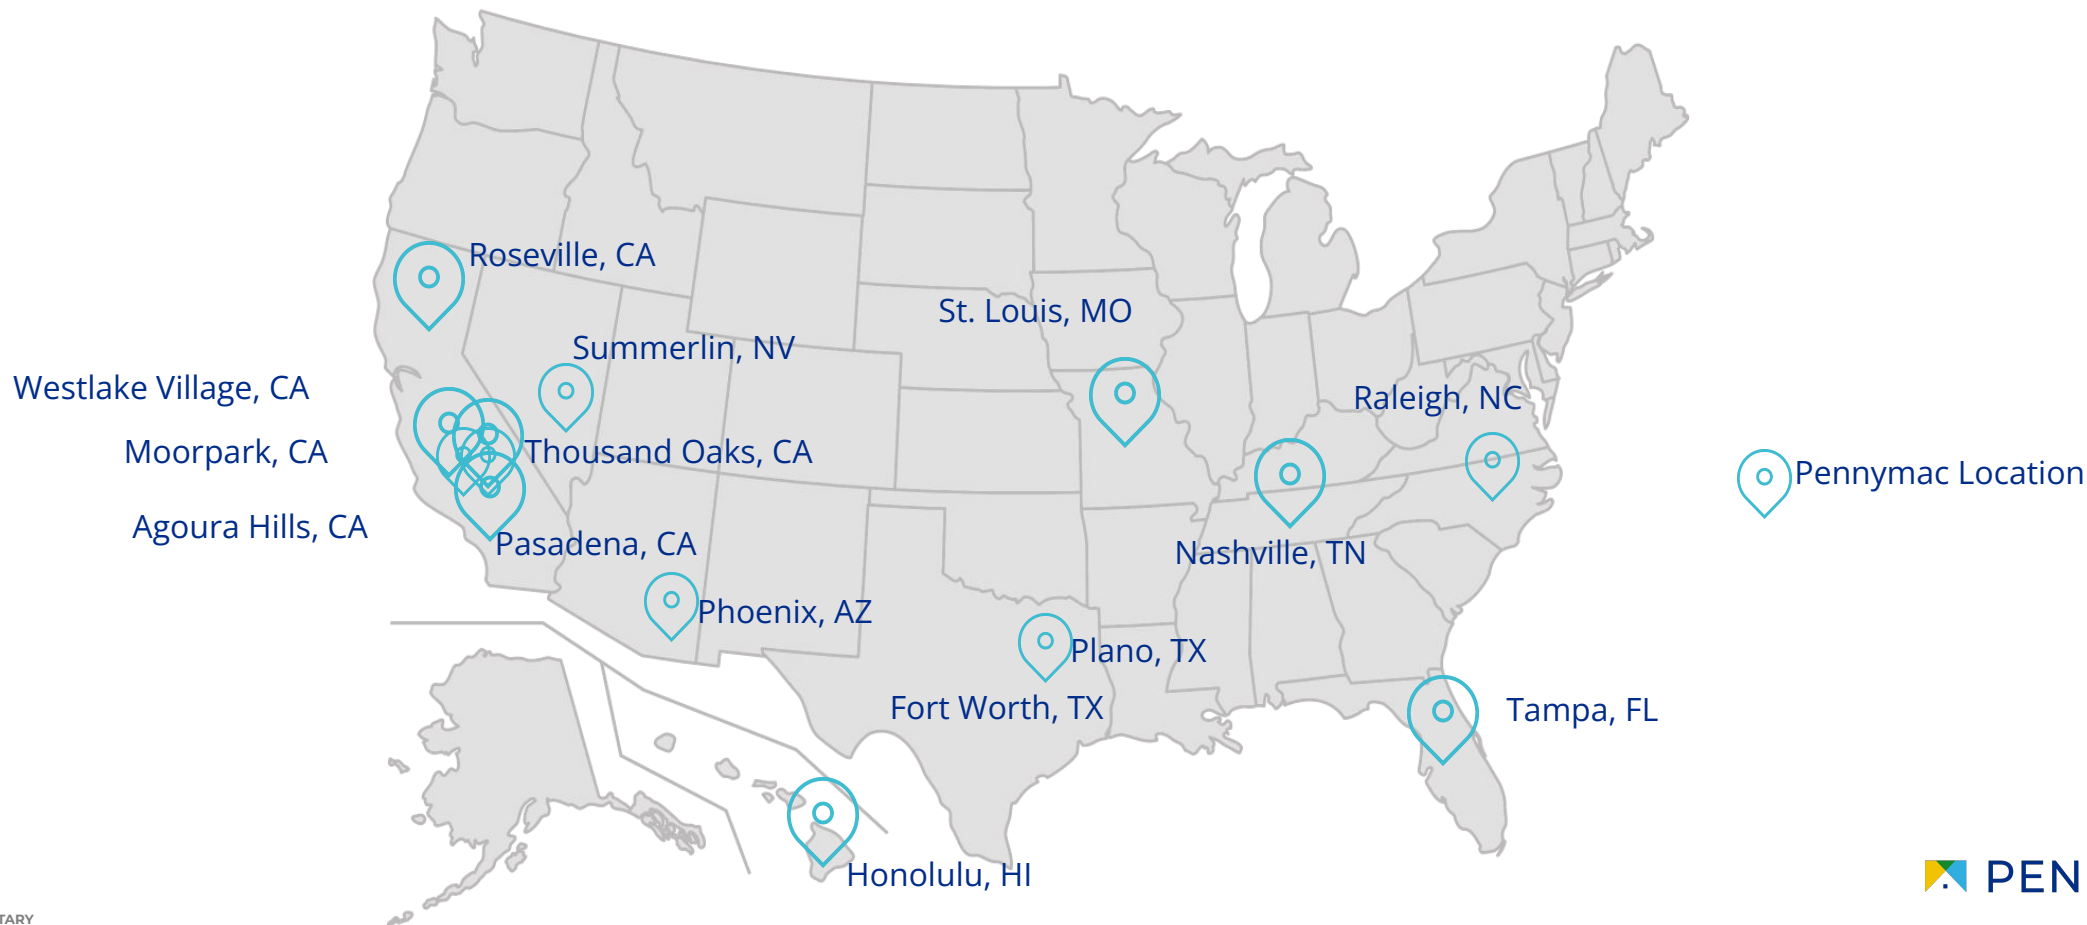 Roseville, CA
St. Louis, MO
Summerlin, NV
Westlake Village, CA
Raleigh, NC
Moorpark, CA
Thousand Oaks, CA
Pennymac Location
Agoura Hills, CA
Pasadena, CA
Nashville, TN
Phoenix, AZ
Plano, TX
Fort Worth, TX
Tampa, FL
Honolulu, HI
PEN
TARY